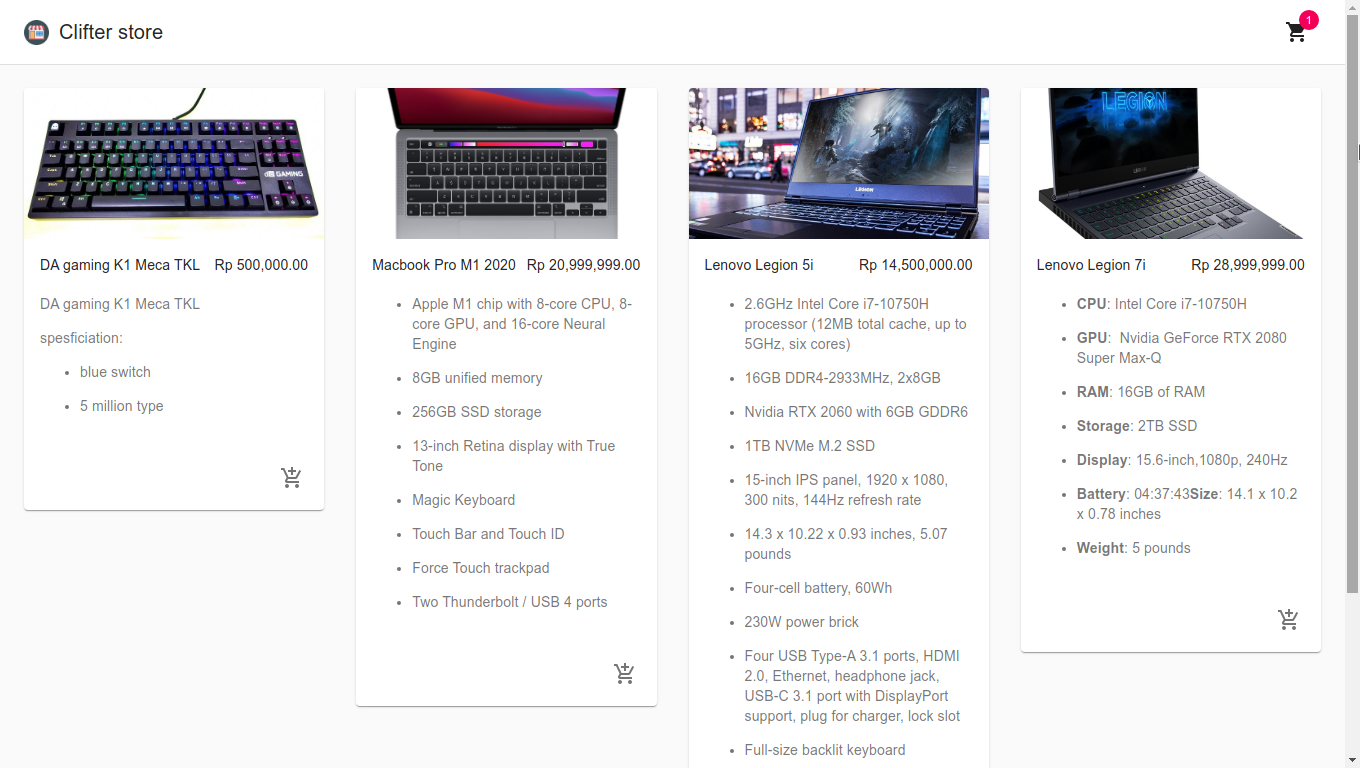 Clifter store
1
GAMING
LEGION
LEGION
DA gaming K1 Meca TKL Rp 500,000.00
DA gaming K1 Meca TKL
spesficiation:
blue switch
5 million type
Macbook Pro M1 2020 Rp 20,999,999.00
Apple M1 chip with 8-core CPU, 8-
core GPU, and 16-core Neural
Engine
8GB unified memory
256GB SSD storage
13-inch Retina display with True
Tone
Magic Keyboard
Touch Bar and Touch ID
Force Touch trackpad
Two Thunderbolt / USB 4 ports
Lenovo Legion 5i Rp 14,500,000.00
2.6GHz Intel Core i7-10750H
processor (12MB total cache, up to
5GHz, six cores)
16GB DDR4-2933MHz, 2x8GB
Nvidia RTX 2060 with 6GB GDDR6
1TB NVMe M.2 SSD
15-inch IPS panel, 1920 x 1080,
300 nits, 144Hz refresh rate
14.3 x 10.22 x 0.93 inches, 5.07
pounds
Four-cell battery, 60Wh
230W power brick
Four USB Type-A 3.1 ports, HDMI
2.0, Ethernet, headphone jack,
USB-C 3.1 port with DisplayPort
support, plug for charger, lock slot
Full-size backlit keyboard
Lenovo Legion 7i Rp 28,999,999.00
CPU: Intel Core i7-10750H
GPU:  Nvidia GeForce RTX 2080
Super Max-Q
RAM: 16GB of RAM
Storage: 2TB SSD
Display: 15.6-inch,1080p, 240Hz
Battery: 04:37:43Size: 14.1 x 10.2
x 0.78 inches
Weight: 5 pounds